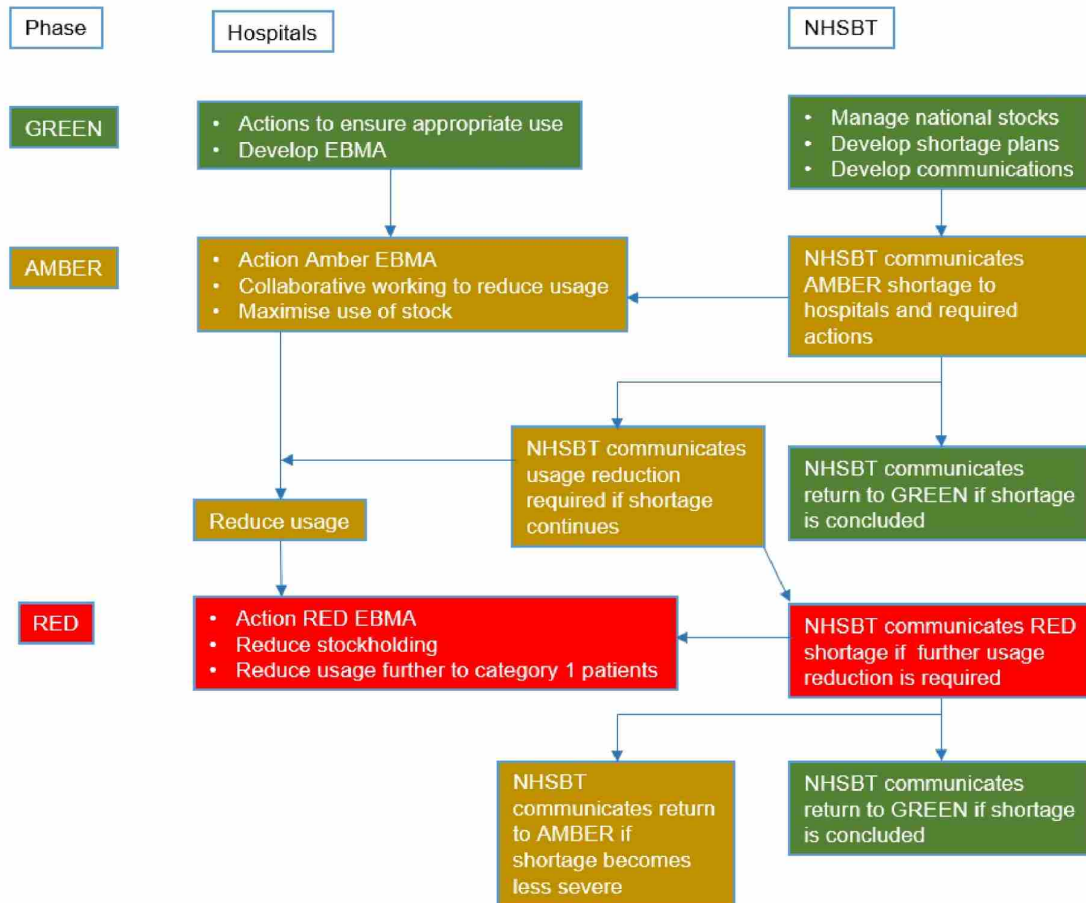 Phase
Hospitals
NHSBT
GREEN
• Actions to ensure appropriate use
• Develop EBMA
• Manage national stocks
• Develop shortage plans
• Develop communications
AMBER
• Action Amber EBMA
• Collaborative working to reduce usage
• Maximise use of stock
NHSBT communicates
AMBER shortage to
hospitals and required
actions
NHSBT communicates
usage reduction
required if shortage
continues
NHSBT communicates
return to GREEN if shortage
is concluded
Reduce usage
RED
• Action RED EBMA
• Reduce stockholding
• Reduce usage further to category 1 patients
NHSBT communicates RED
shortage if further usage
reduction is required
NHSBT
communicates return
to AMBER if
shortage becomes
less severe
NHSBT communicates
return to GREEN if shortage
is concluded